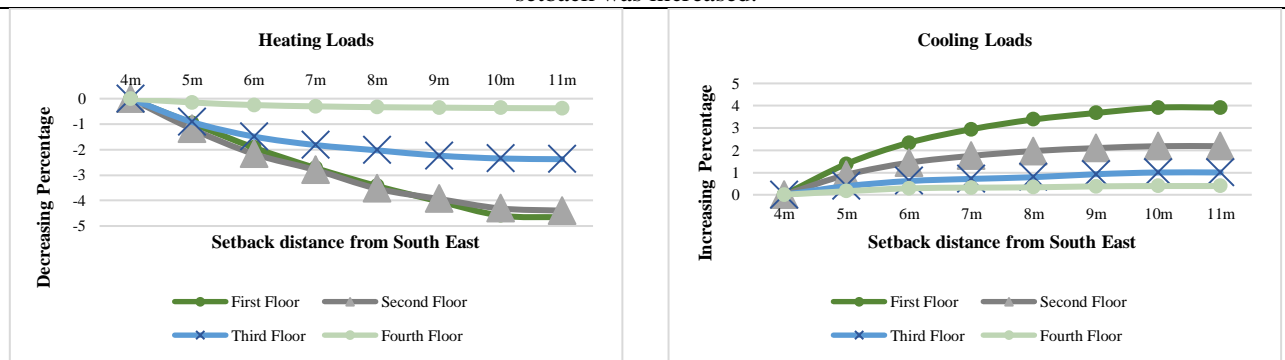 setback was increased.
Heating Loads
4m 5m 6m 7m 8m 9m 10m 11m
0
-1
-2
-3
-4
-5
Decreasing Percentage
Setback distance from South East
First Floor Second Floor
Third Floor Fourth Floor
Cooling Loads
5
4
3
2
1
0
Increasing Percentage
4m 5m 6m 7m 8m 9m 10m 11m
Setback distance from South East
First Floor Second Floor
Third Floor Fourth Floor